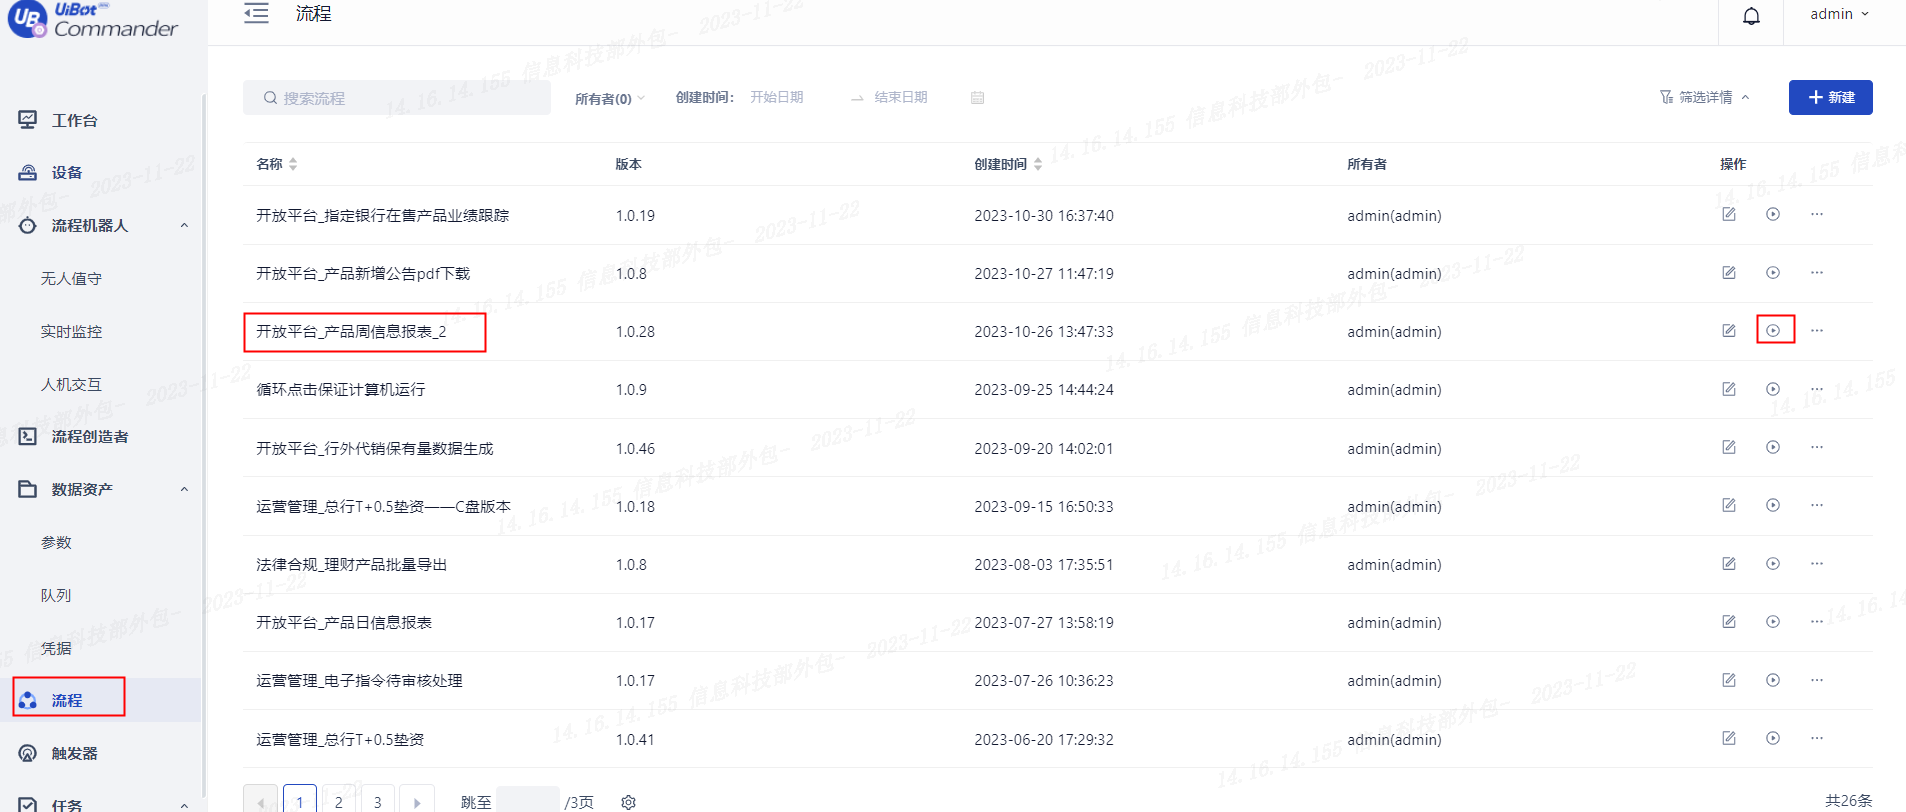 UiBot
Commander
流程
admin
搜索流程
所有者(0)
创建时间:
开始日期
结束日期
筛选详情
新建
工作台
设备
流程机器人
无人值守
实时监控
人机交互
流程创造者
数据资产
参数
队列
凭据
流程
触发器
任务
名称 版本 创建时间 所有者 操作
开放平台_指定银行在售产品业绩跟踪 1.0.19 2023-10-30 16:37:40 admin(admin)
开放平台_产品新增公告pdf下载 1.0.8 2023-10-27 11:47:19 admin(admin)
开放平台_产品周信息报表_2 1.0.28 2023-10-26 13:47:33 admin(admin)
循环点击保证计算机运行 1.0.9 2023-09-25 14:44:24 admin(admin)
开放平台_行外代销保有量数据生成 1.0.46 2023-09-20 14:02:01 admin(admin)
运营管理_总行T+0.5垫资——C盘版本 1.0.18 2023-09-15 16:50:33 admin(admin)
法律合规_理财产品批量导出 1.0.8 2023-08-03 17:35:51 admin(admin)
开放平台_产品日信息报表 1.0.17 2023-07-27 13:58:19 admin(admin)
运营管理_电子指令待审核处理 1.0.17 2023-07-26 10:36:23 admin(admin)
运营管理_总行T+0.5垫资 1.0.41 2023-06-20 17:29:32 admin(admin)
1 2 3 跳至 /3页
共26条
14.16.14.155 信息科技部外包- 2023-11-22